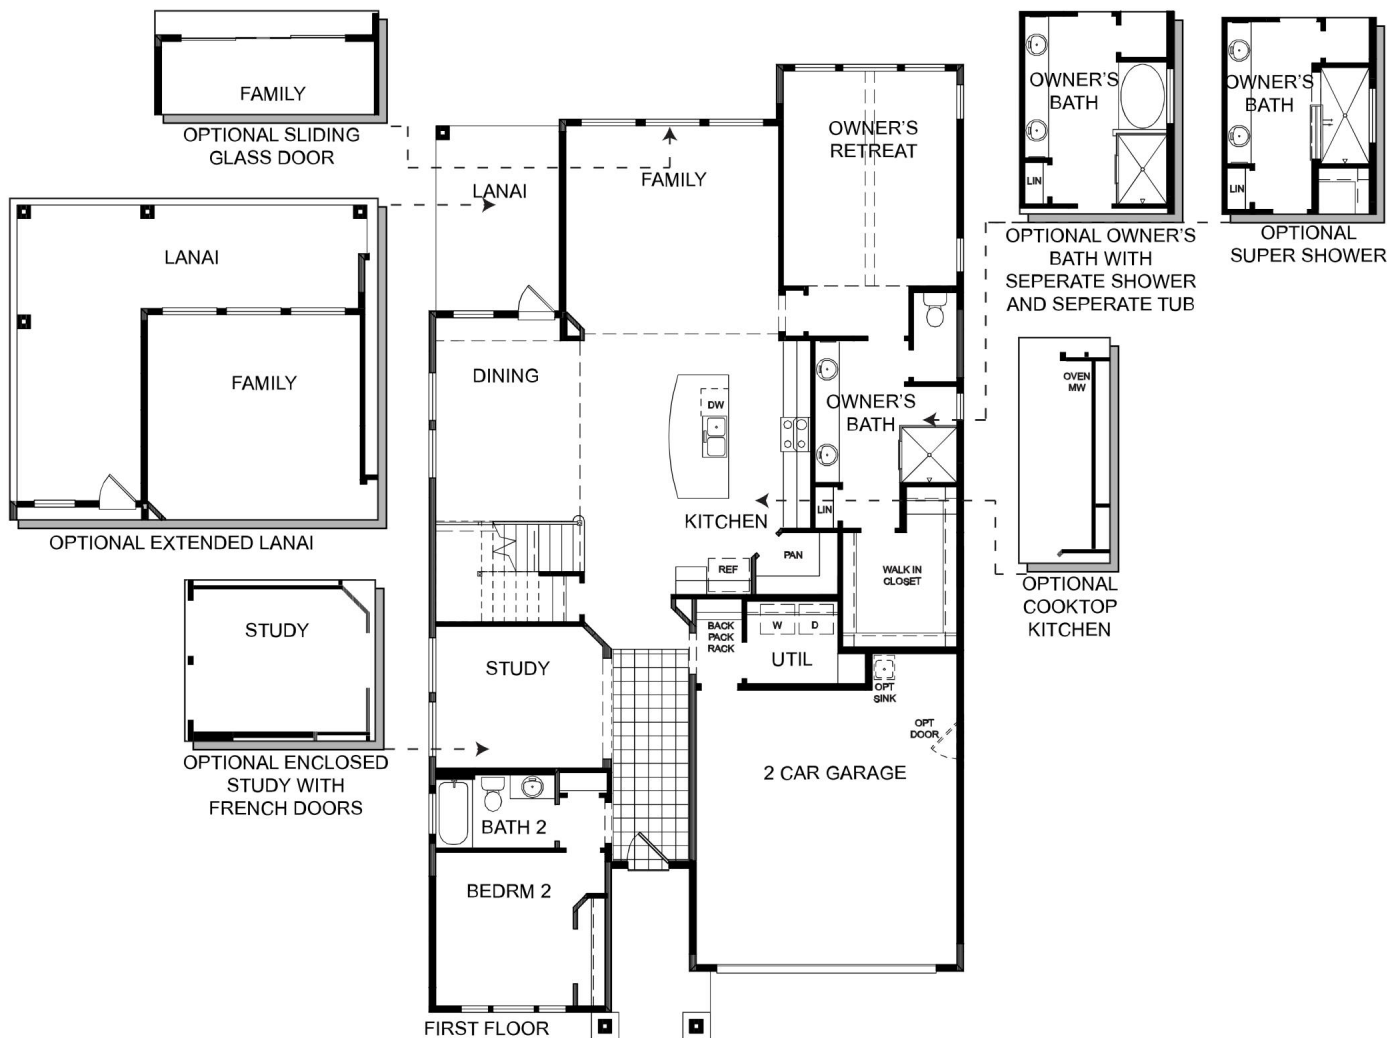 FAMILY
OPTIONAL SLIDING
GLASS DOOR
LANAI
FAMILY
OPTIONAL EXTENDED LANAI
STUDY
OPTIONAL ENCLOSED
STUDY WITH
FRENCH DOORS
LANAI
FAMILY
OWNER'S
RETREAT
DINING
DW
KITCHEN
OWNER'S
BATH
LIN
PAN
REF
WALK IN
CLOSET
BACK
PACK
RACK
W
D
UTIL
STUDY
OPT
SINK
OPT
DOOR
2 CAR GARAGE
BATH 2
BEDRM 2
FIRST FLOOR
OWNER'S
BATH
LIN
OPTIONAL OWNER'S
BATH WITH
SEPERATE SHOWER
AND SEPERATE TUB
OWNER'S
BATH
LIN
OPTIONAL
SUPER SHOWER
OVEN
MW
OPTIONAL
COOKTOP
KITCHEN